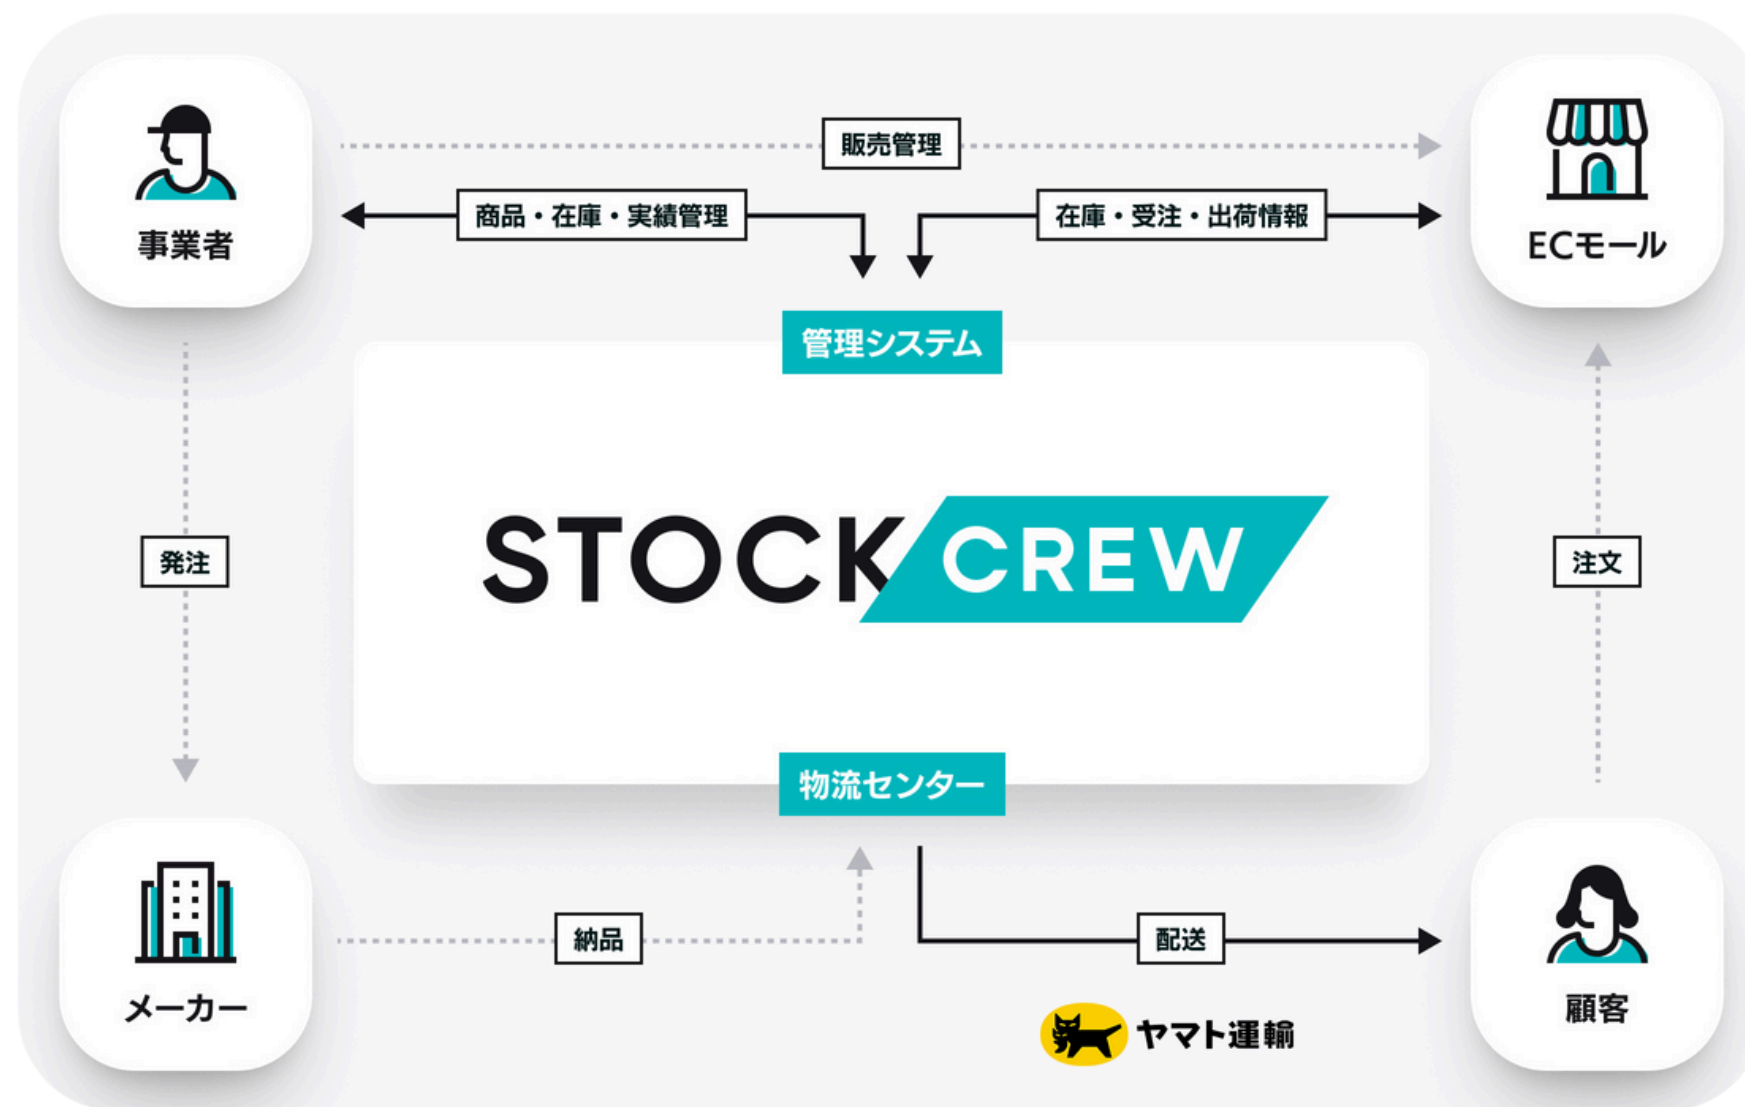 販売管理
商品・在庫・実績管理
在庫・受注・出荷情報
事業者
ECモール
管理システム
STOCK CREW
発注
注文
物流センター
納品
配送
メーカー
顧客
ヤマト運輸